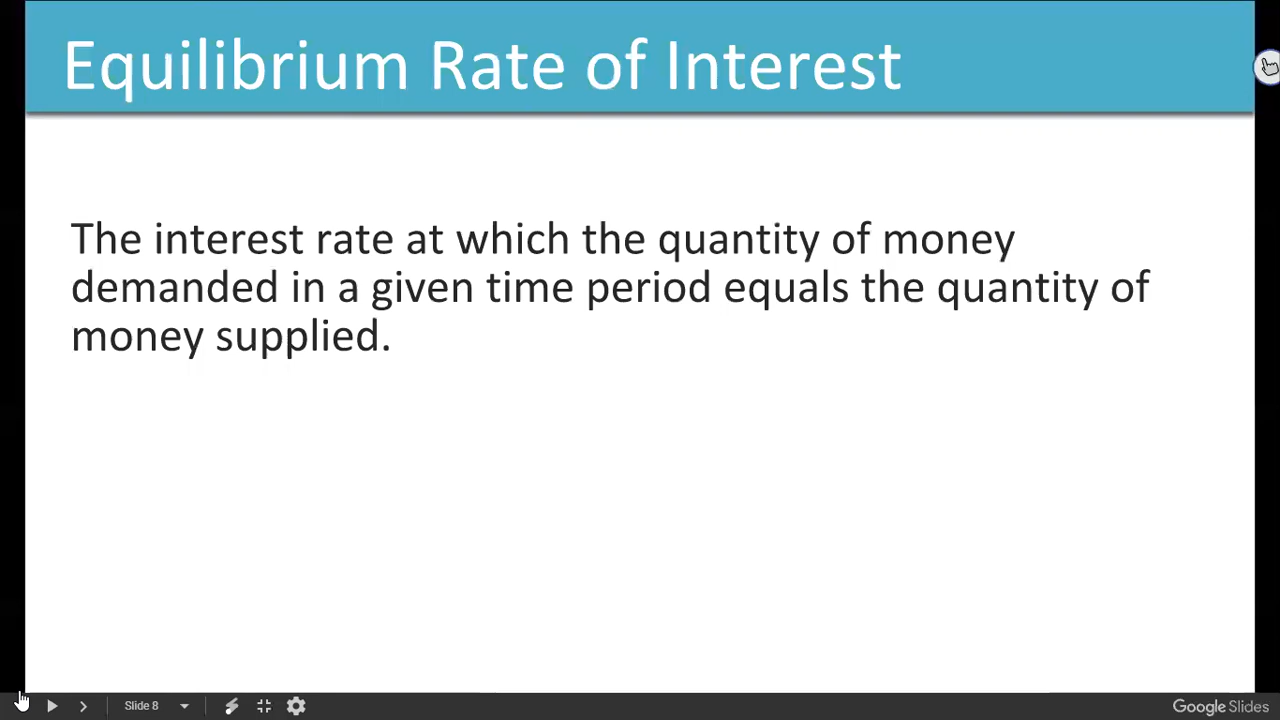 Equilibrium Rate of Interest
The interest rate at which the quantity of money
demanded in a given time period equals the quantity of
money supplied.
Slide 8
Google Slides